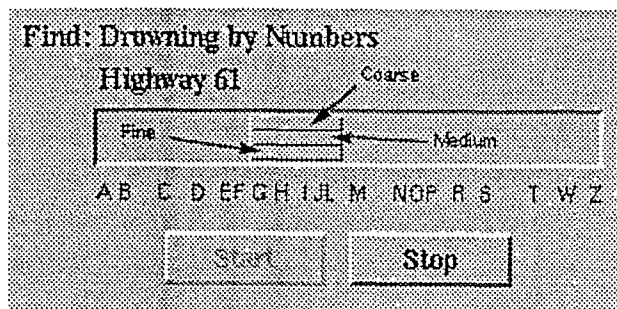 Find: Drowning by Numbers
Highway 61
Coarse
Fine
Medium
A B C D E F G H I J L M N O P R S T W Z
Start Stop